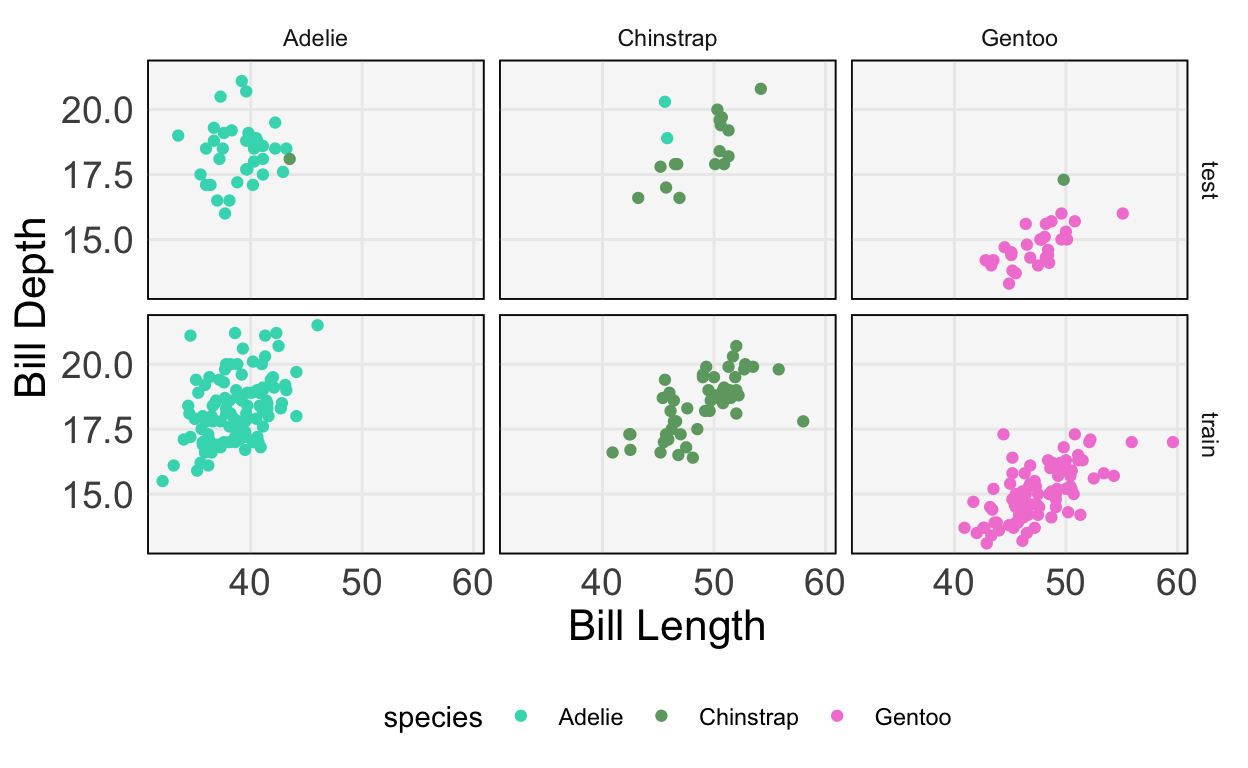 Adelie Chinstrap Gentoo
20.0
17.5
15.0
test
Bill Depth
20.0
17.5
15.0
train
40 50 60 40 50 60 40 50 60
Bill Length
species Adelie Chinstrap Gentoo